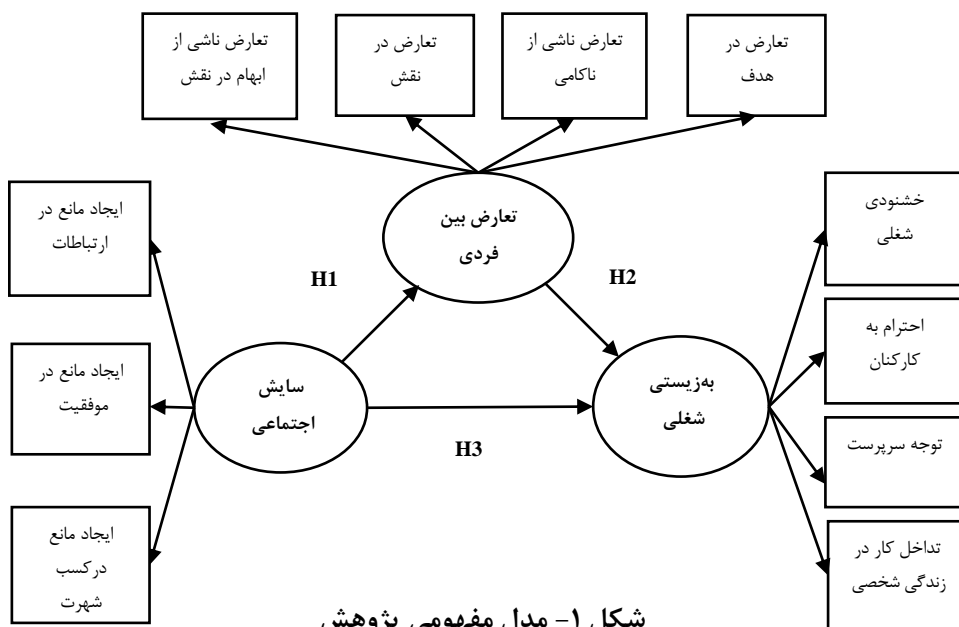 تعارض در
هدف
تعارض ناشی از
ناکامی
تعارض در
نقش
تعارض ناشی از
ابهام در نقش
خشنودی
شغلی
احترام به
کارکنان
توجه سرپرست
تداخل کار در
زندگی شخصی
تعارض بین
فردی
H1
H2
H3
به‌زیستی
شغلی
سایش
اجتماعی
ایجاد مانع در
ارتباطات
ایجاد مانع در
موفقیت
ایجاد مانع
درکسب
شهرت
شکل ۱- مدل مفهومی پژوهش